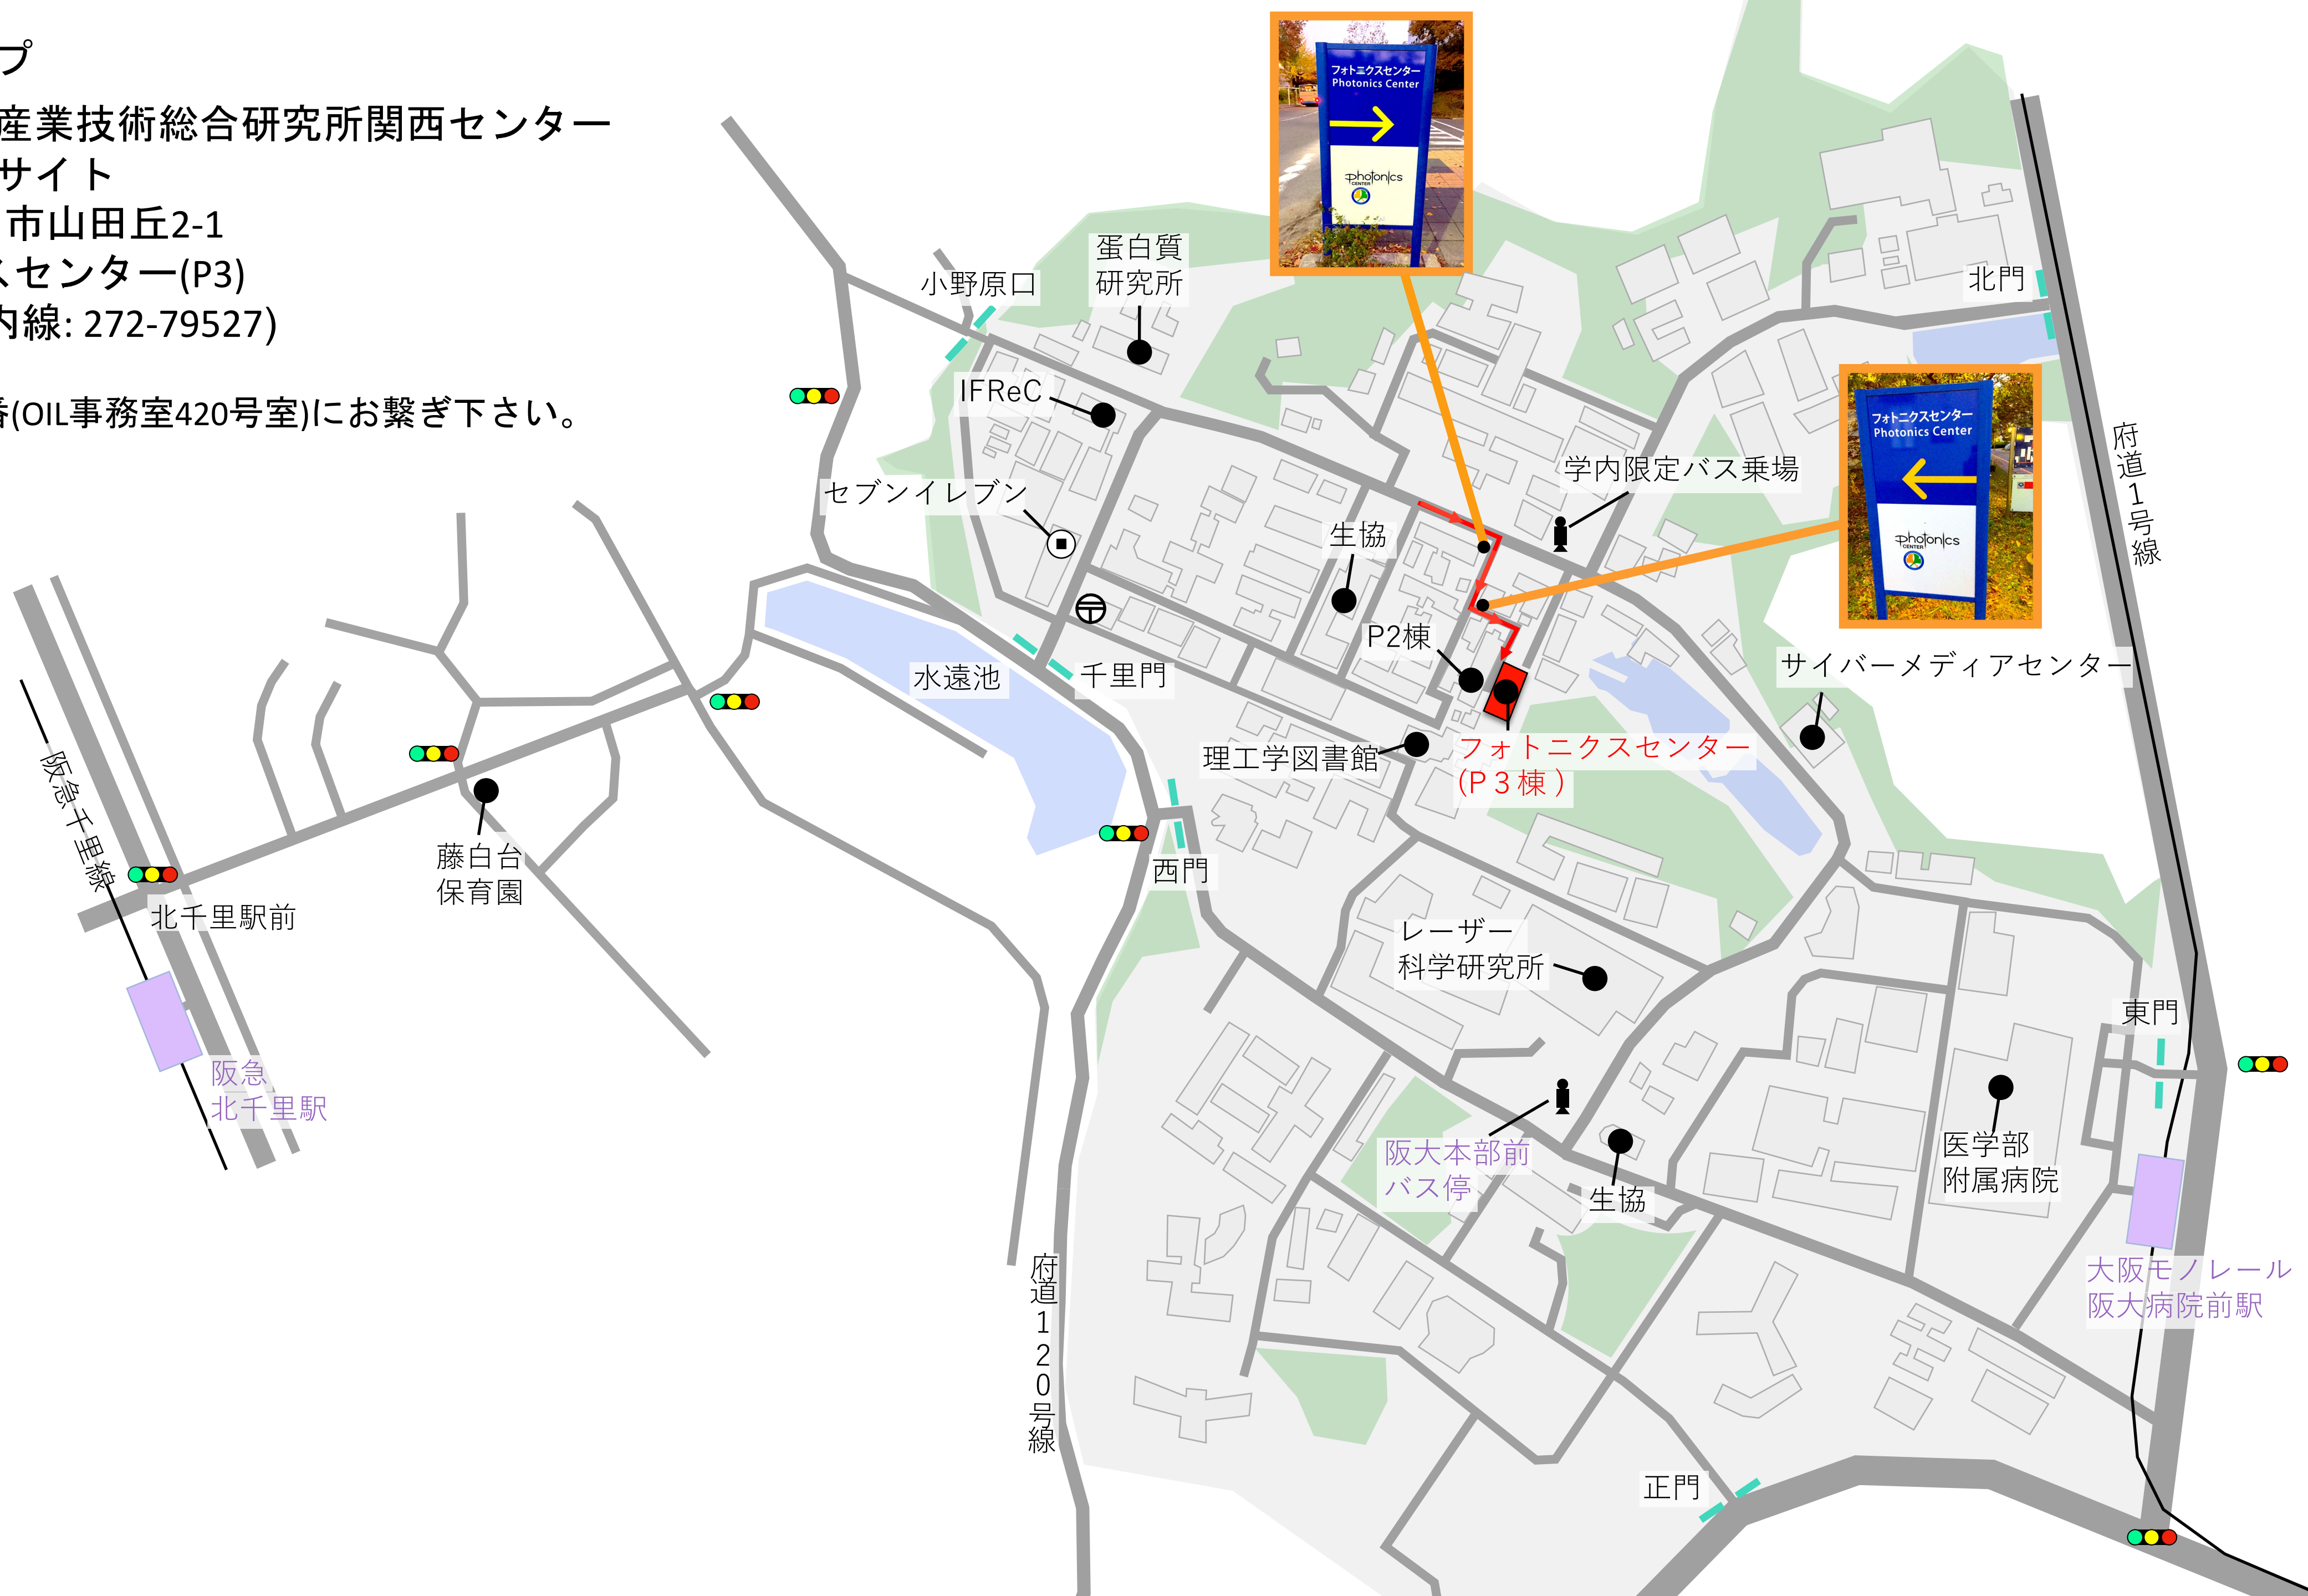 プ
産業技術総合研究所関西センター
サイト
市山田丘2-1
スセンター(P3)
内線: 272-79527)
番(OIL事務室420号室)にお繋ぎ下さい。
フォトニクスセンター
Photonics Center
photonics
CENTER
小野原口
蛋白質
研究所
北門
IFReC
フォトニクスセンター
Photonics Center
photonics
CENTER
府道1号線
セブンイレブン
学内限定バス乗場
生協
P2棟
水遠池
千里門
サイバーメディアセンター
理工学図書館
フォトニクスセンター
(P3棟)
阪急千里線
藤白台
保育園
西門
北千里駅前
レーザー
科学研究所
東門
阪急
北千里駅
阪大本部前
バス停
生協
医学部
附属病院
府道120号線
大阪モノレール
阪大病院前駅
正門